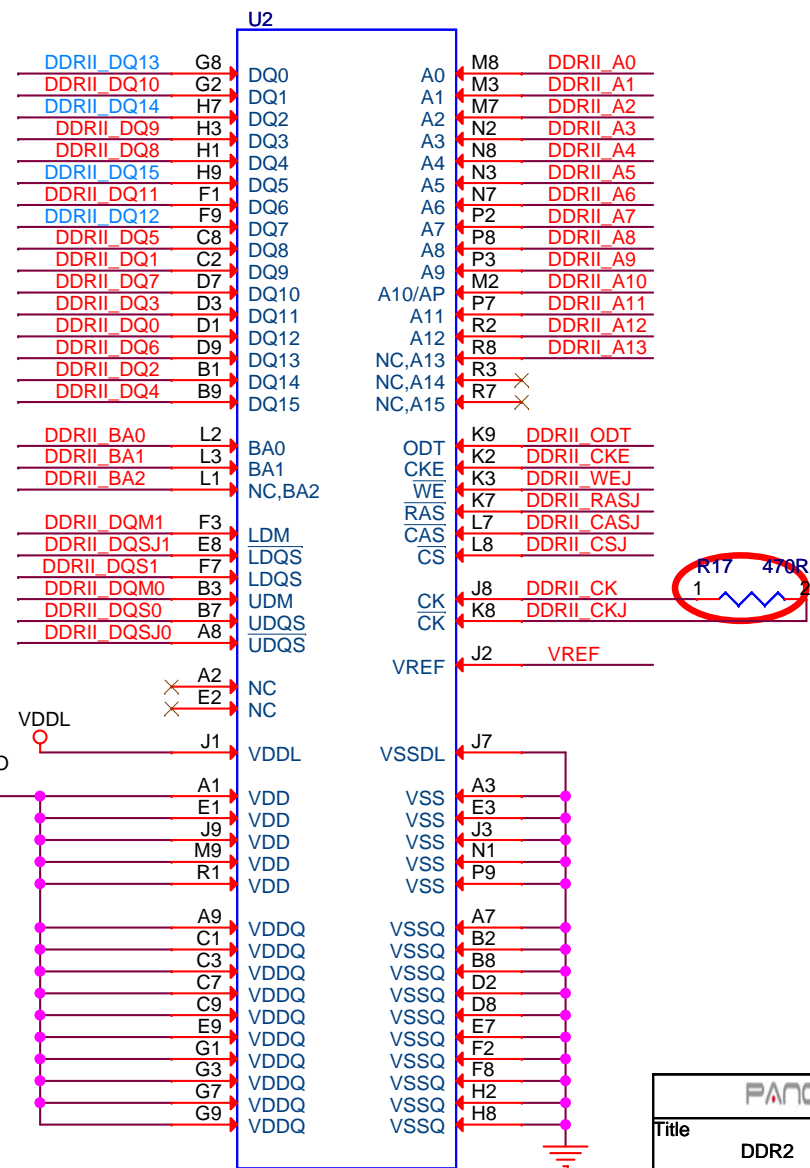 U2
DDRII_DQ13 G8 DQ0 A0 M8 DDRII_A0
DDRII_DQ10 G2 DQ1 A1 M3 DDRII_A1
DDRII_DQ14 H7 DQ2 A2 M7 DDRII_A2
DDRII_DQ9 H3 DQ3 A3 N2 DDRII_A3
DDRII_DQ8 H1 DQ4 A4 N8 DDRII_A4
DDRII_DQ15 H9 DQ5 A5 N3 DDRII_A5
DDRII_DQ11 F1 DQ6 A6 N7 DDRII_A6
DDRII_DQ12 F9 DQ7 A7 P2 DDRII_A7
DDRII_DQ5 C8 DQ8 A8 P8 DDRII_A8
DDRII_DQ1 C2 DQ9 A9 P3 DDRII_A9
DDRII_DQ7 D7 DQ10 A10/AP M2 DDRII_A10
DDRII_DQ3 D3 DQ11 A11 P7 DDRII_A11
DDRII_DQ0 D1 DQ12 A12 R2 DDRII_A12
DDRII_DQ6 D9 DQ13 NC,A13 R8 DDRII_A13
DDRII_DQ2 B1 DQ14 NC,A14 R3
DDRII_DQ4 B9 DQ15 NC,A15 R7
DDRII_BA0 L2 BA0 ODT K9 DDRII_ODT
DDRII_BA1 L3 BA1 CKE K2 DDRII_CKE
DDRII_BA2 L1 NC,BA2 WE K3 DDRII_WEJ
RAS K7 DDRII_RASJ
DDRII_DQM1 F3 LDM CAS L7 DDRII_CASJ
DDRII_DQSJ1 E8 LDQS CS L8 DDRII_CSJ
DDRII_DQS1 F7 LDQS
R17 470R
DDRII_DQM0 B3 UDM CK J8 DDRII_CK 1 2
DDRII_DQS0 B7 UDQS CK K8 DDRII_CKJ
DDRII_DQSJ0 A8 UDQS
VREF J2 VREF
A2 NC
E2 NC
VDDL
J1 VDDL VSSDL J7
A1 VDD VSS A3
E1 VDD VSS E3
J9 VDD VSS J3
M9 VDD VSS N1
R1 VDD VSS P9
A9 VDDQ VSSQ A7
C1 VDDQ VSSQ B2
C3 VDDQ VSSQ B8
C7 VDDQ VSSQ D2
C9 VDDQ VSSQ D8
E9 VDDQ VSSQ E7
G1 VDDQ VSSQ F2
G3 VDDQ VSSQ F8
G7 VDDQ VSSQ H2
G9 VDDQ VSSQ H8
Title
DDR2